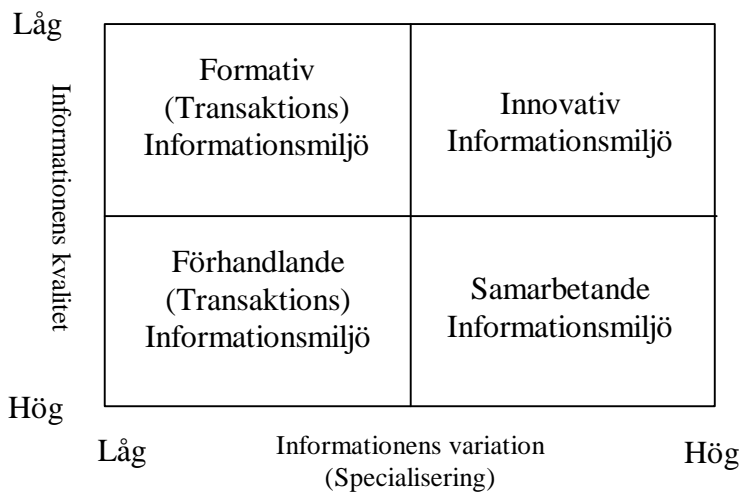 Låg
Informationens kvalitet
Formativ
(Transaktions)
Informationsmiljö
Innovativ
Informationsmiljö
Förhandlande
(Transaktions)
Informationsmiljö
Samarbetande
Informationsmiljö
Hög
Låg
Informationens variation
(Specialisering)
Hög